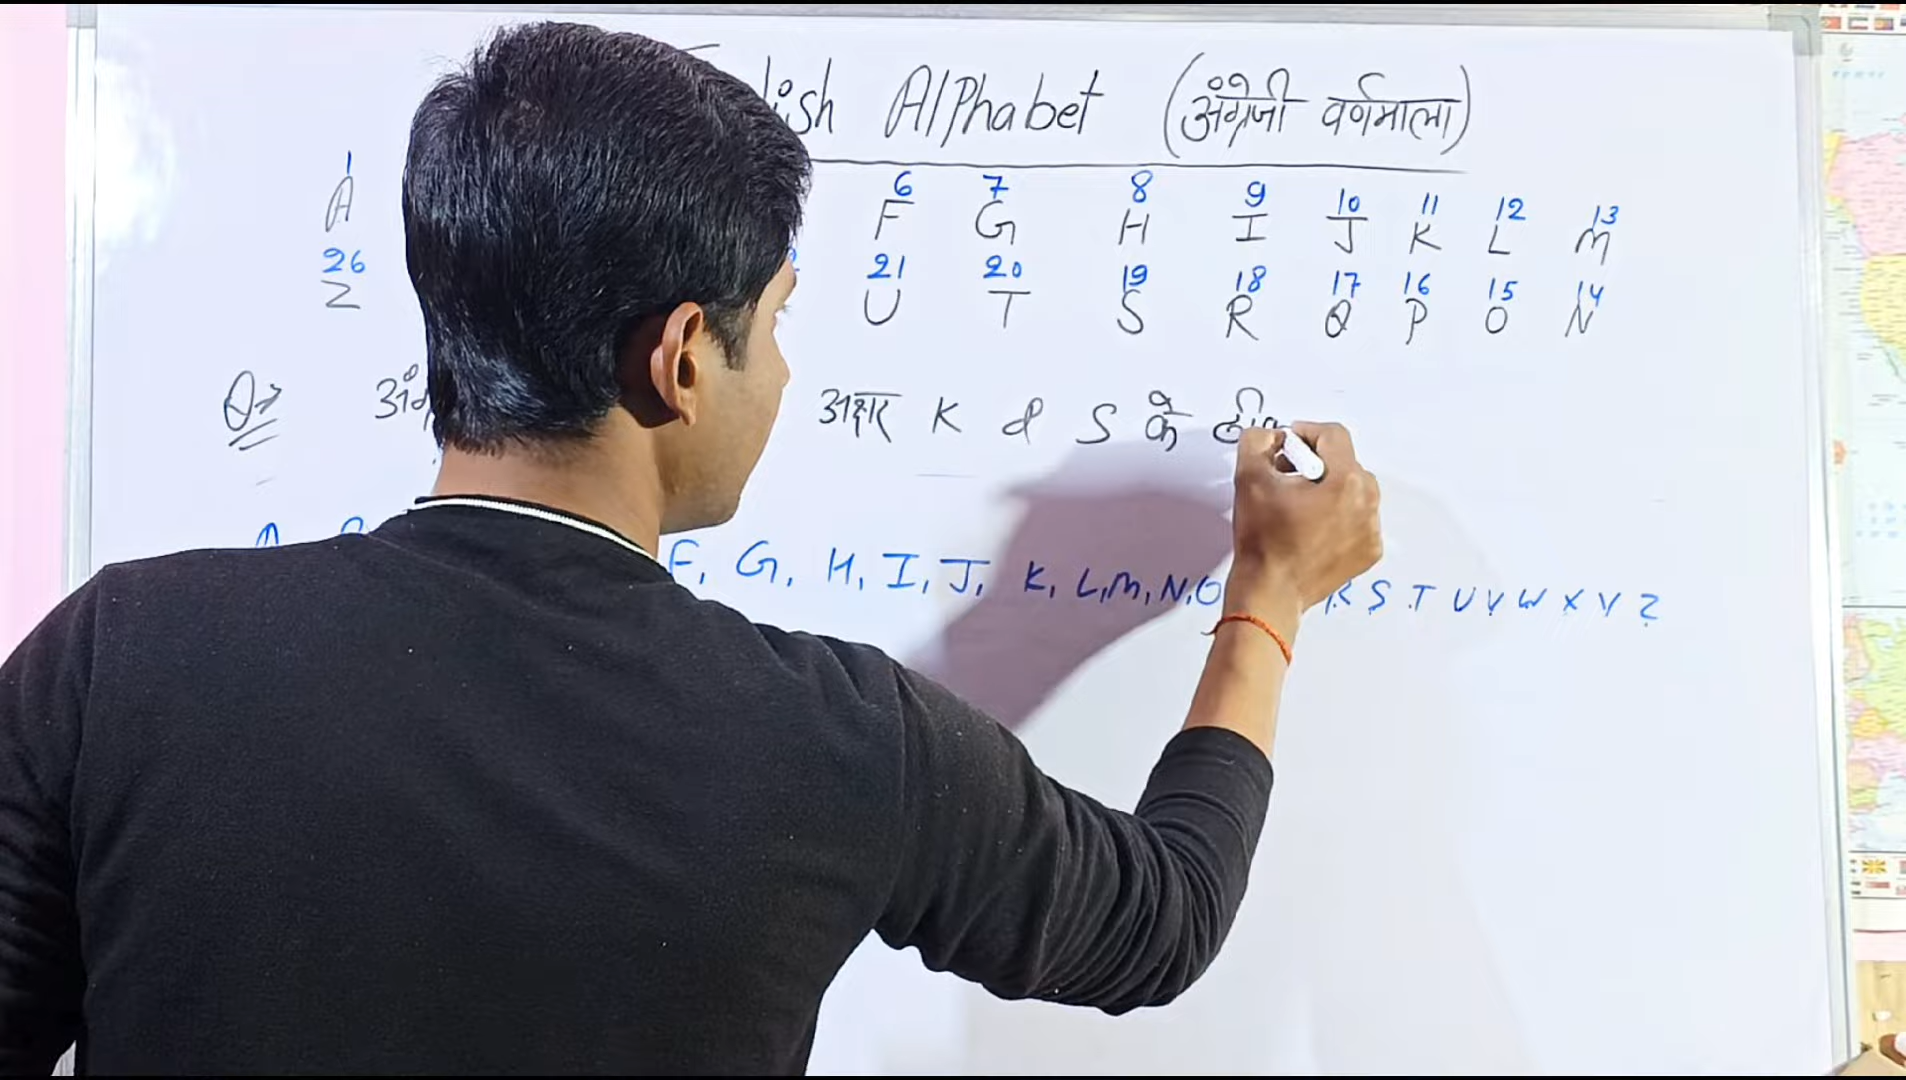 lish Alphabet (अंग्रेजी वर्णमाला)
1 6 7 8 9 10 11 12 13
A F G H I J K L M
26 21 20 19 18 17 16 15 14
Z U T S R Q P O N
Q→ अक्षर K & S के
F, G, H, I, J, K, L, M, N, O R S T U V W X Y Z